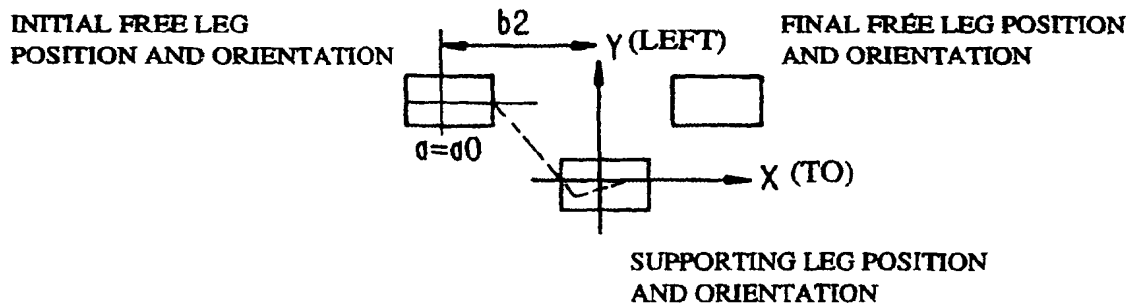 INITIAL FREE LEG
POSITION AND ORIENTATION
b2
Y (LEFT)
FINAL FREE LEG POSITION
AND ORIENTATION
a=a0
X (TO)
SUPPORTING LEG POSITION
AND ORIENTATION